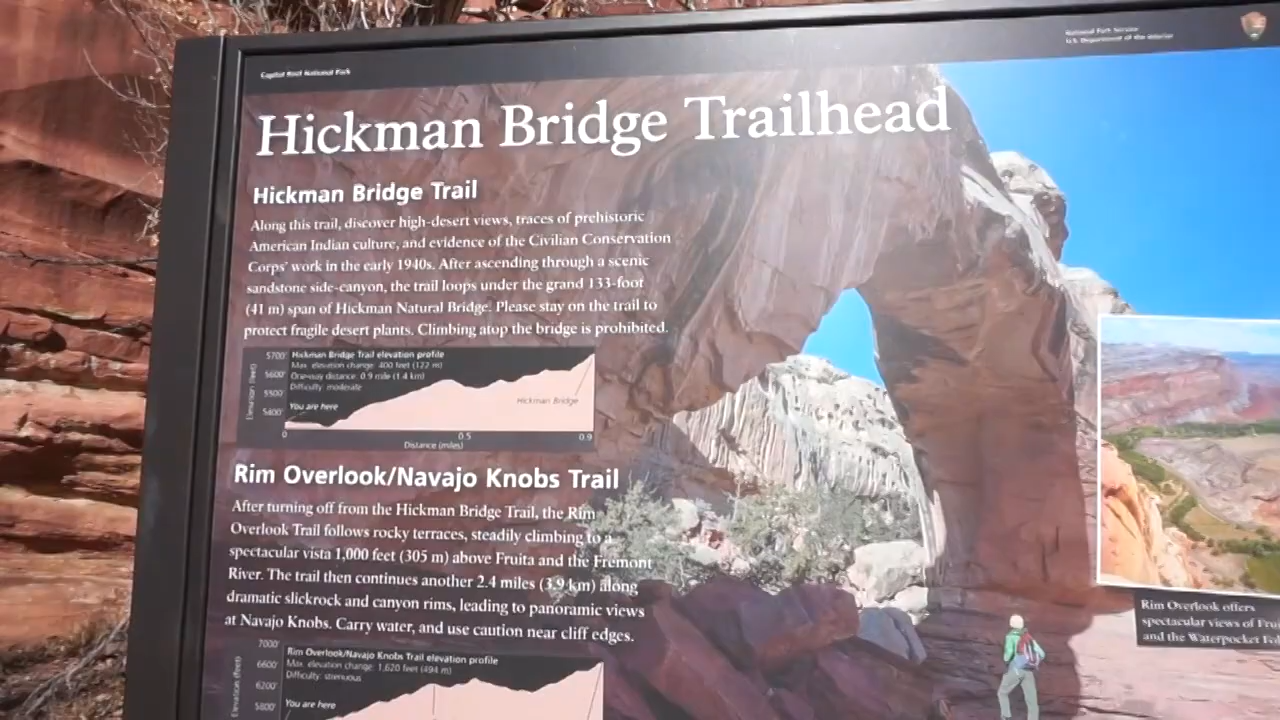 National Park Service
U.S. Department of the Interior
Capitol Reef National Park
Hickman Bridge Trailhead
Hickman Bridge Trail
Along this trail, discover high-desert views, traces of prehistoric
American Indian culture, and evidence of the Civilian Conservation
Corps' work in the early 1940s. After ascending through a scenic
sandstone side-canyon, the trail loops under the grand 133-foot
(41 m) span of Hickman Natural Bridge. Please stay on the trail to
protect fragile desert plants. Climbing atop the bridge is prohibited.
Hickman Bridge Trail elevation profile
Max. elevation change: 400 feet (122 m)
One-way distance: 0.9 mile (1.4 km)
Difficulty: moderate
5700'
5600'
5500'
5400'
Elevation (feet)
You are here
Hickman Bridge
0
0.5
0.9
Distance (miles)
Rim Overlook/Navajo Knobs Trail
After turning off from the Hickman Bridge Trail, the Rim
Overlook Trail follows rocky terraces, steadily climbing to a
spectacular vista 1,000 feet (305 m) above Fruita and the Fremont
River. The trail then continues another 2.4 miles (3.9 km) along
dramatic slickrock and canyon rims, leading to panoramic views
at Navajo Knobs. Carry water, and use caution near cliff edges.
Rim Overlook/Navajo Knobs Trail elevation profile
Max. elevation change: 1,620 feet (494 m)
Difficulty: strenuous
7000'
6600'
6200'
5800'
Elevation (feet)
You are here
Rim Overlook offers
spectacular views of Fru
and the Waterpocket Fo